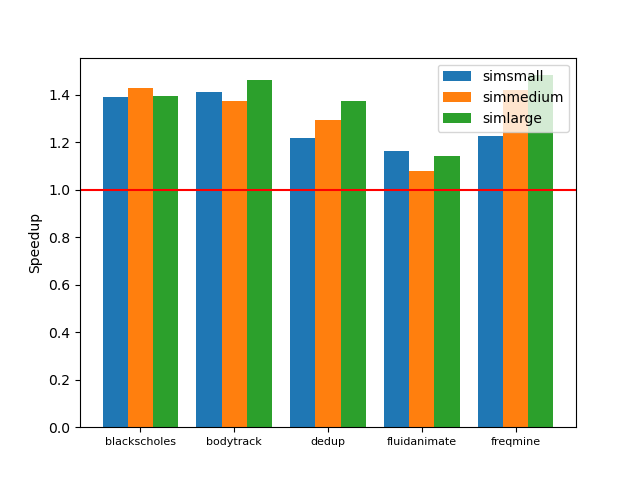 simsmall
simmedium
simlarge
1.4
1.2
1.0
0.8
0.6
0.4
0.2
0.0
Speedup
blackscholes bodytrack dedup fluidanimate freqmine